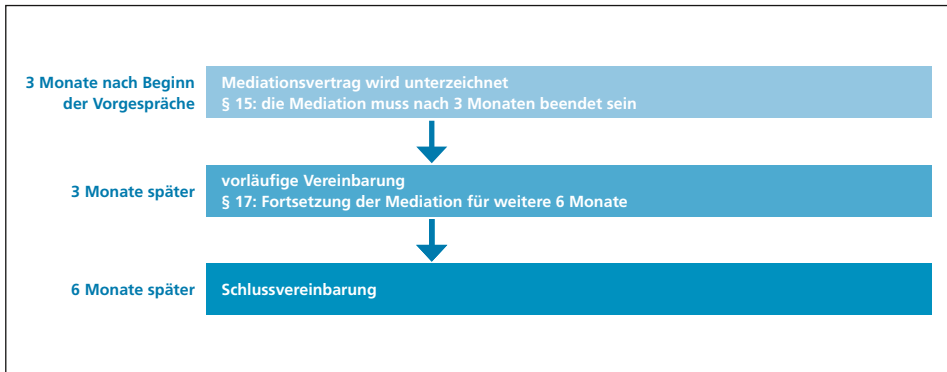 3 Monate nach Beginn
der Vorgespräche
Mediationsvertrag wird unterzeichnet
§ 15: die Mediation muss nach 3 Monaten beendet sein
3 Monate später
vorläufige Vereinbarung
§ 17: Fortsetzung der Mediation für weitere 6 Monate
6 Monate später
Schlussvereinbarung